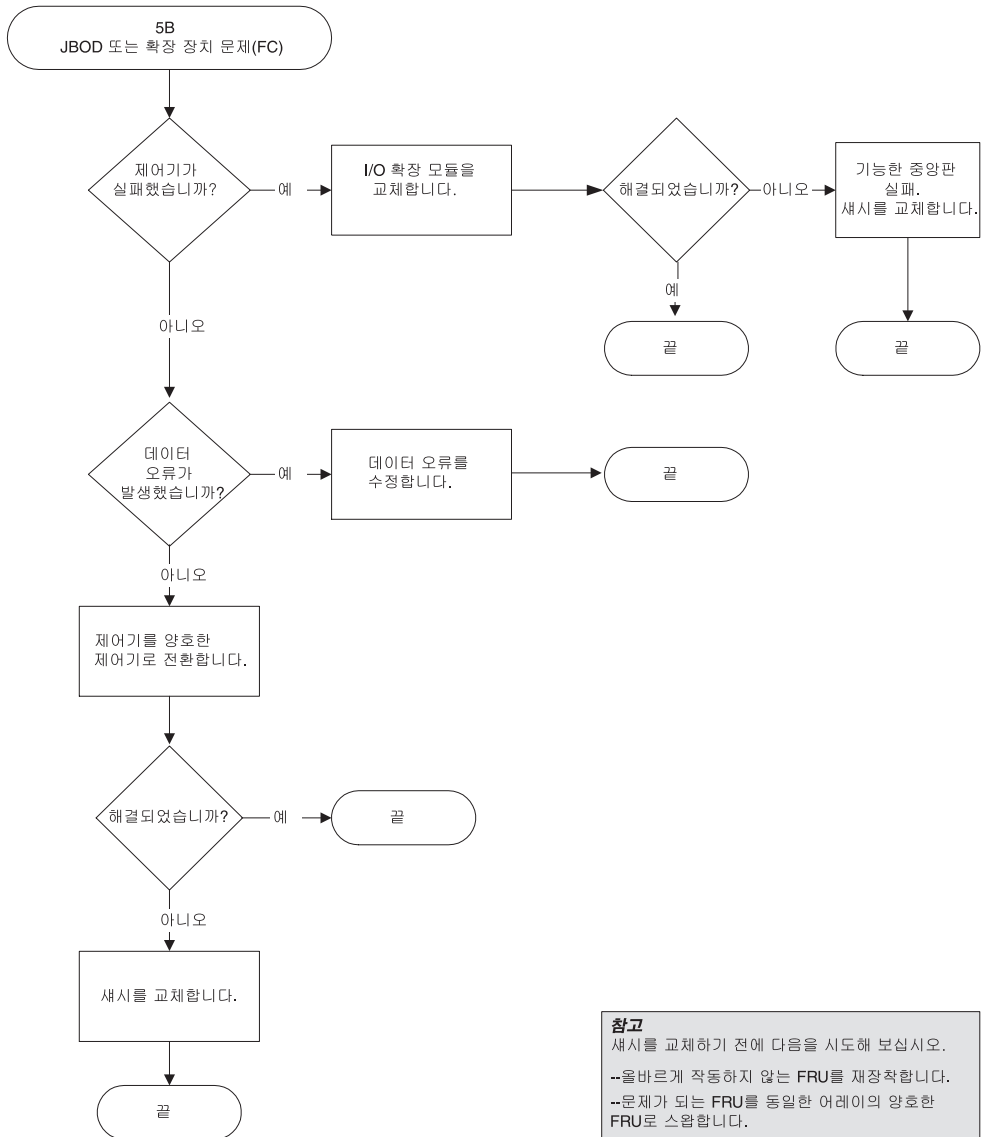 5B
JBOD 또는 확장 장치 문제(FC)
제어기가
실패했습니까?
예
I/O 확장 모듈을
교체합니다.
해결되었습니까?
아니오
기능한 중앙판
실패.
섀시를 교체합니다.
예
끝
끝
아니오
데이터
오류가
발생했습니까?
예
데이터 오류를
수정합니다.
끝
아니오
제어기를 양호한
제어기로 전환합니다.
해결되었습니까?
예
끝
아니오
섀시를 교체합니다.
끝
참고
섀시를 교체하기 전에 다음을 시도해 보십시오.
--올바르게 작동하지 않는 FRU를 재장착합니다.
--문제가 되는 FRU를 동일한 어레이의 양호한
FRU로 스왑합니다.